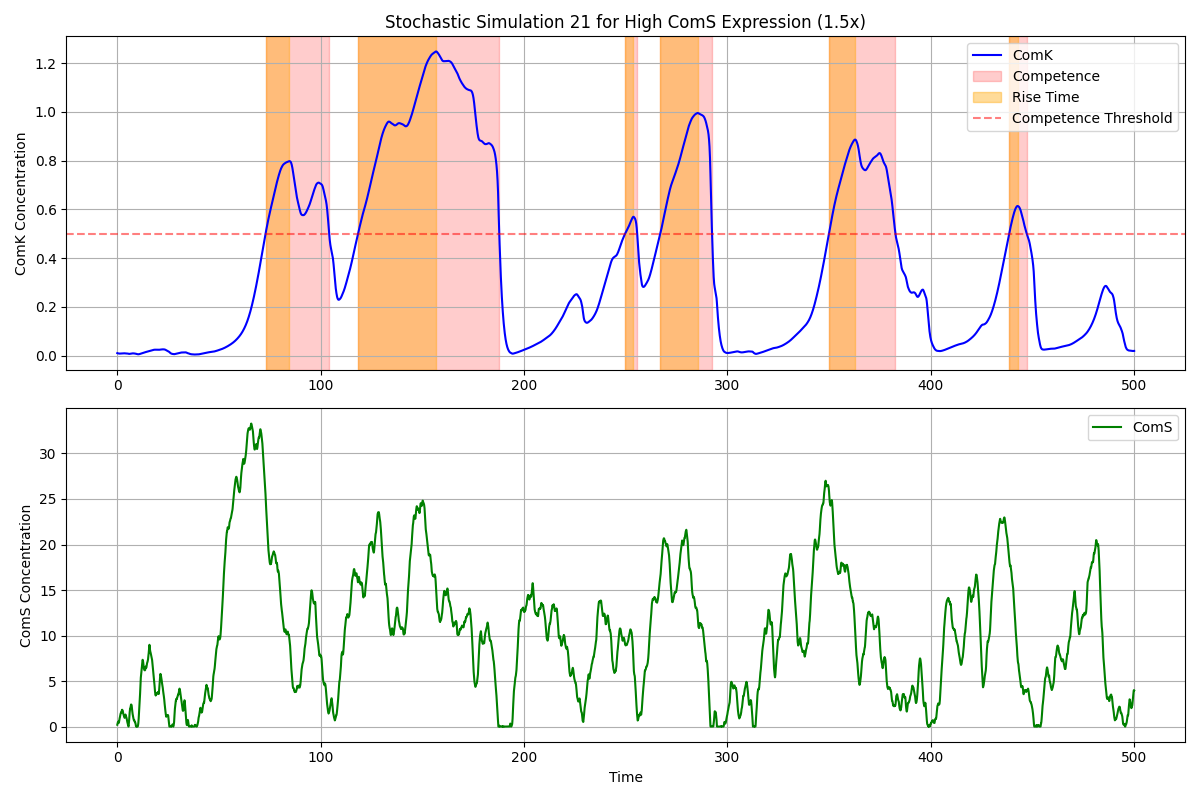 Stochastic Simulation 21 for High ComS Expression (1.5x)
ComK Concentration
1.2
1.0
0.8
0.6
0.4
0.2
0.0
ComK
Competence
Rise Time
Competence Threshold
0 100 200 300 400 500
ComS Concentration
30
25
20
15
10
5
0
ComS
0 100 200 300 400 500
Time